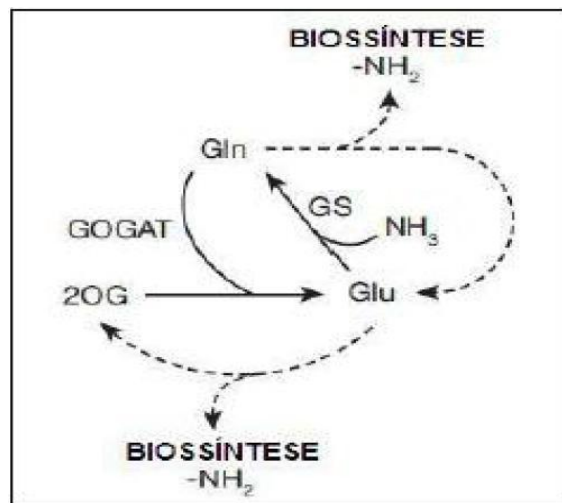 BIOSSÍNTESE
-NH₂
Gln
GS
GOGAT
NH₃
2OG
Glu
BIOSSÍNTESE
-NH₂